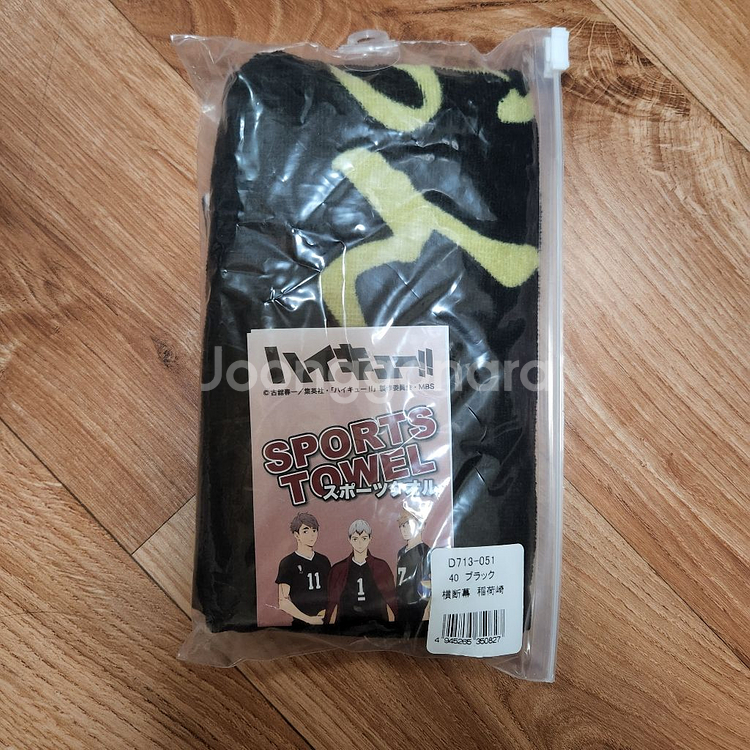 ハイキュー!!
©古舘春一／集英社・「ハイキュー!!」製作委員会・MBS
Joonggonara
SPORTS
TOWEL
スポーツタオル
11
1
7
D713-051
40 ブラック
横断幕 稲荷崎
4 945265 350827